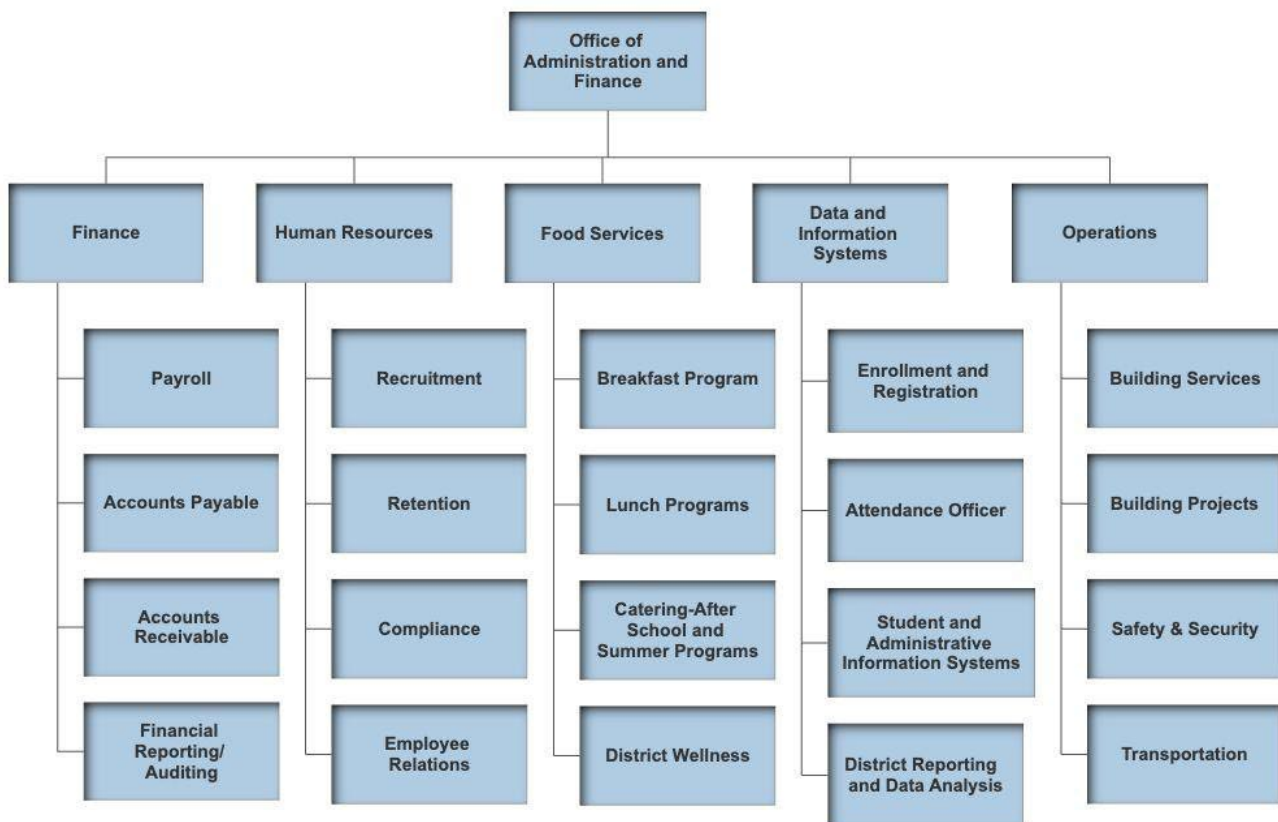 Office of
Administration and
Finance
Finance
Human Resources
Food Services
Data and
Information
Systems
Operations
Payroll
Accounts Payable
Accounts
Receivable
Financial
Reporting/
Auditing
Recruitment
Retention
Compliance
Employee
Relations
Breakfast Program
Lunch Programs
Catering-After
School and
Summer Programs
District Wellness
Enrollment and
Registration
Attendance Officer
Student and
Administrative
Information Systems
District Reporting
and Data Analysis
Building Services
Building Projects
Safety & Security
Transportation